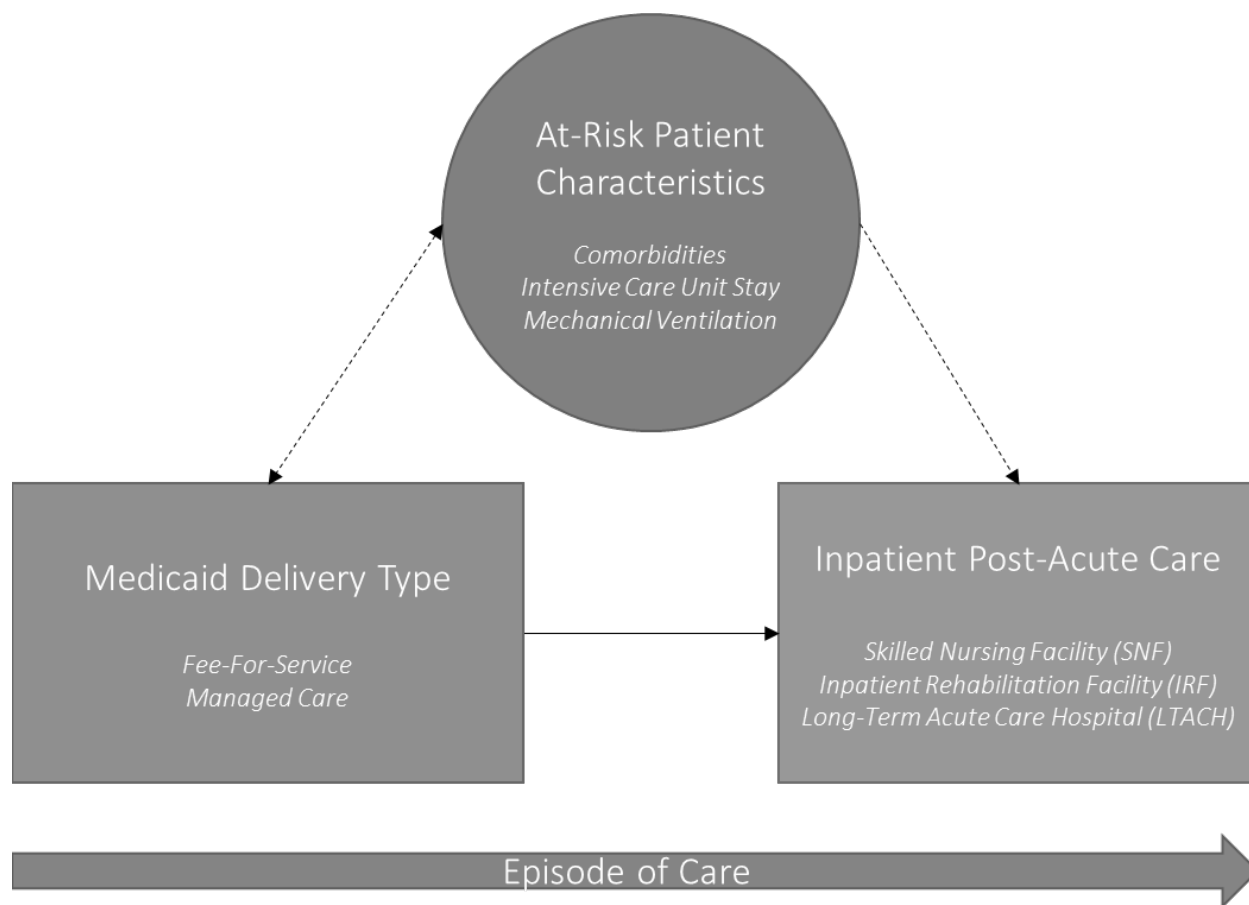 At-Risk Patient
Characteristics
Comorbidities
Intensive Care Unit Stay
Mechanical Ventilation
Medicaid Delivery Type
Fee-For-Service
Managed Care
Inpatient Post-Acute Care
Skilled Nursing Facility (SNF)
Inpatient Rehabilitation Facility (IRF)
Long-Term Acute Care Hospital (LTACH)
Episode of Care